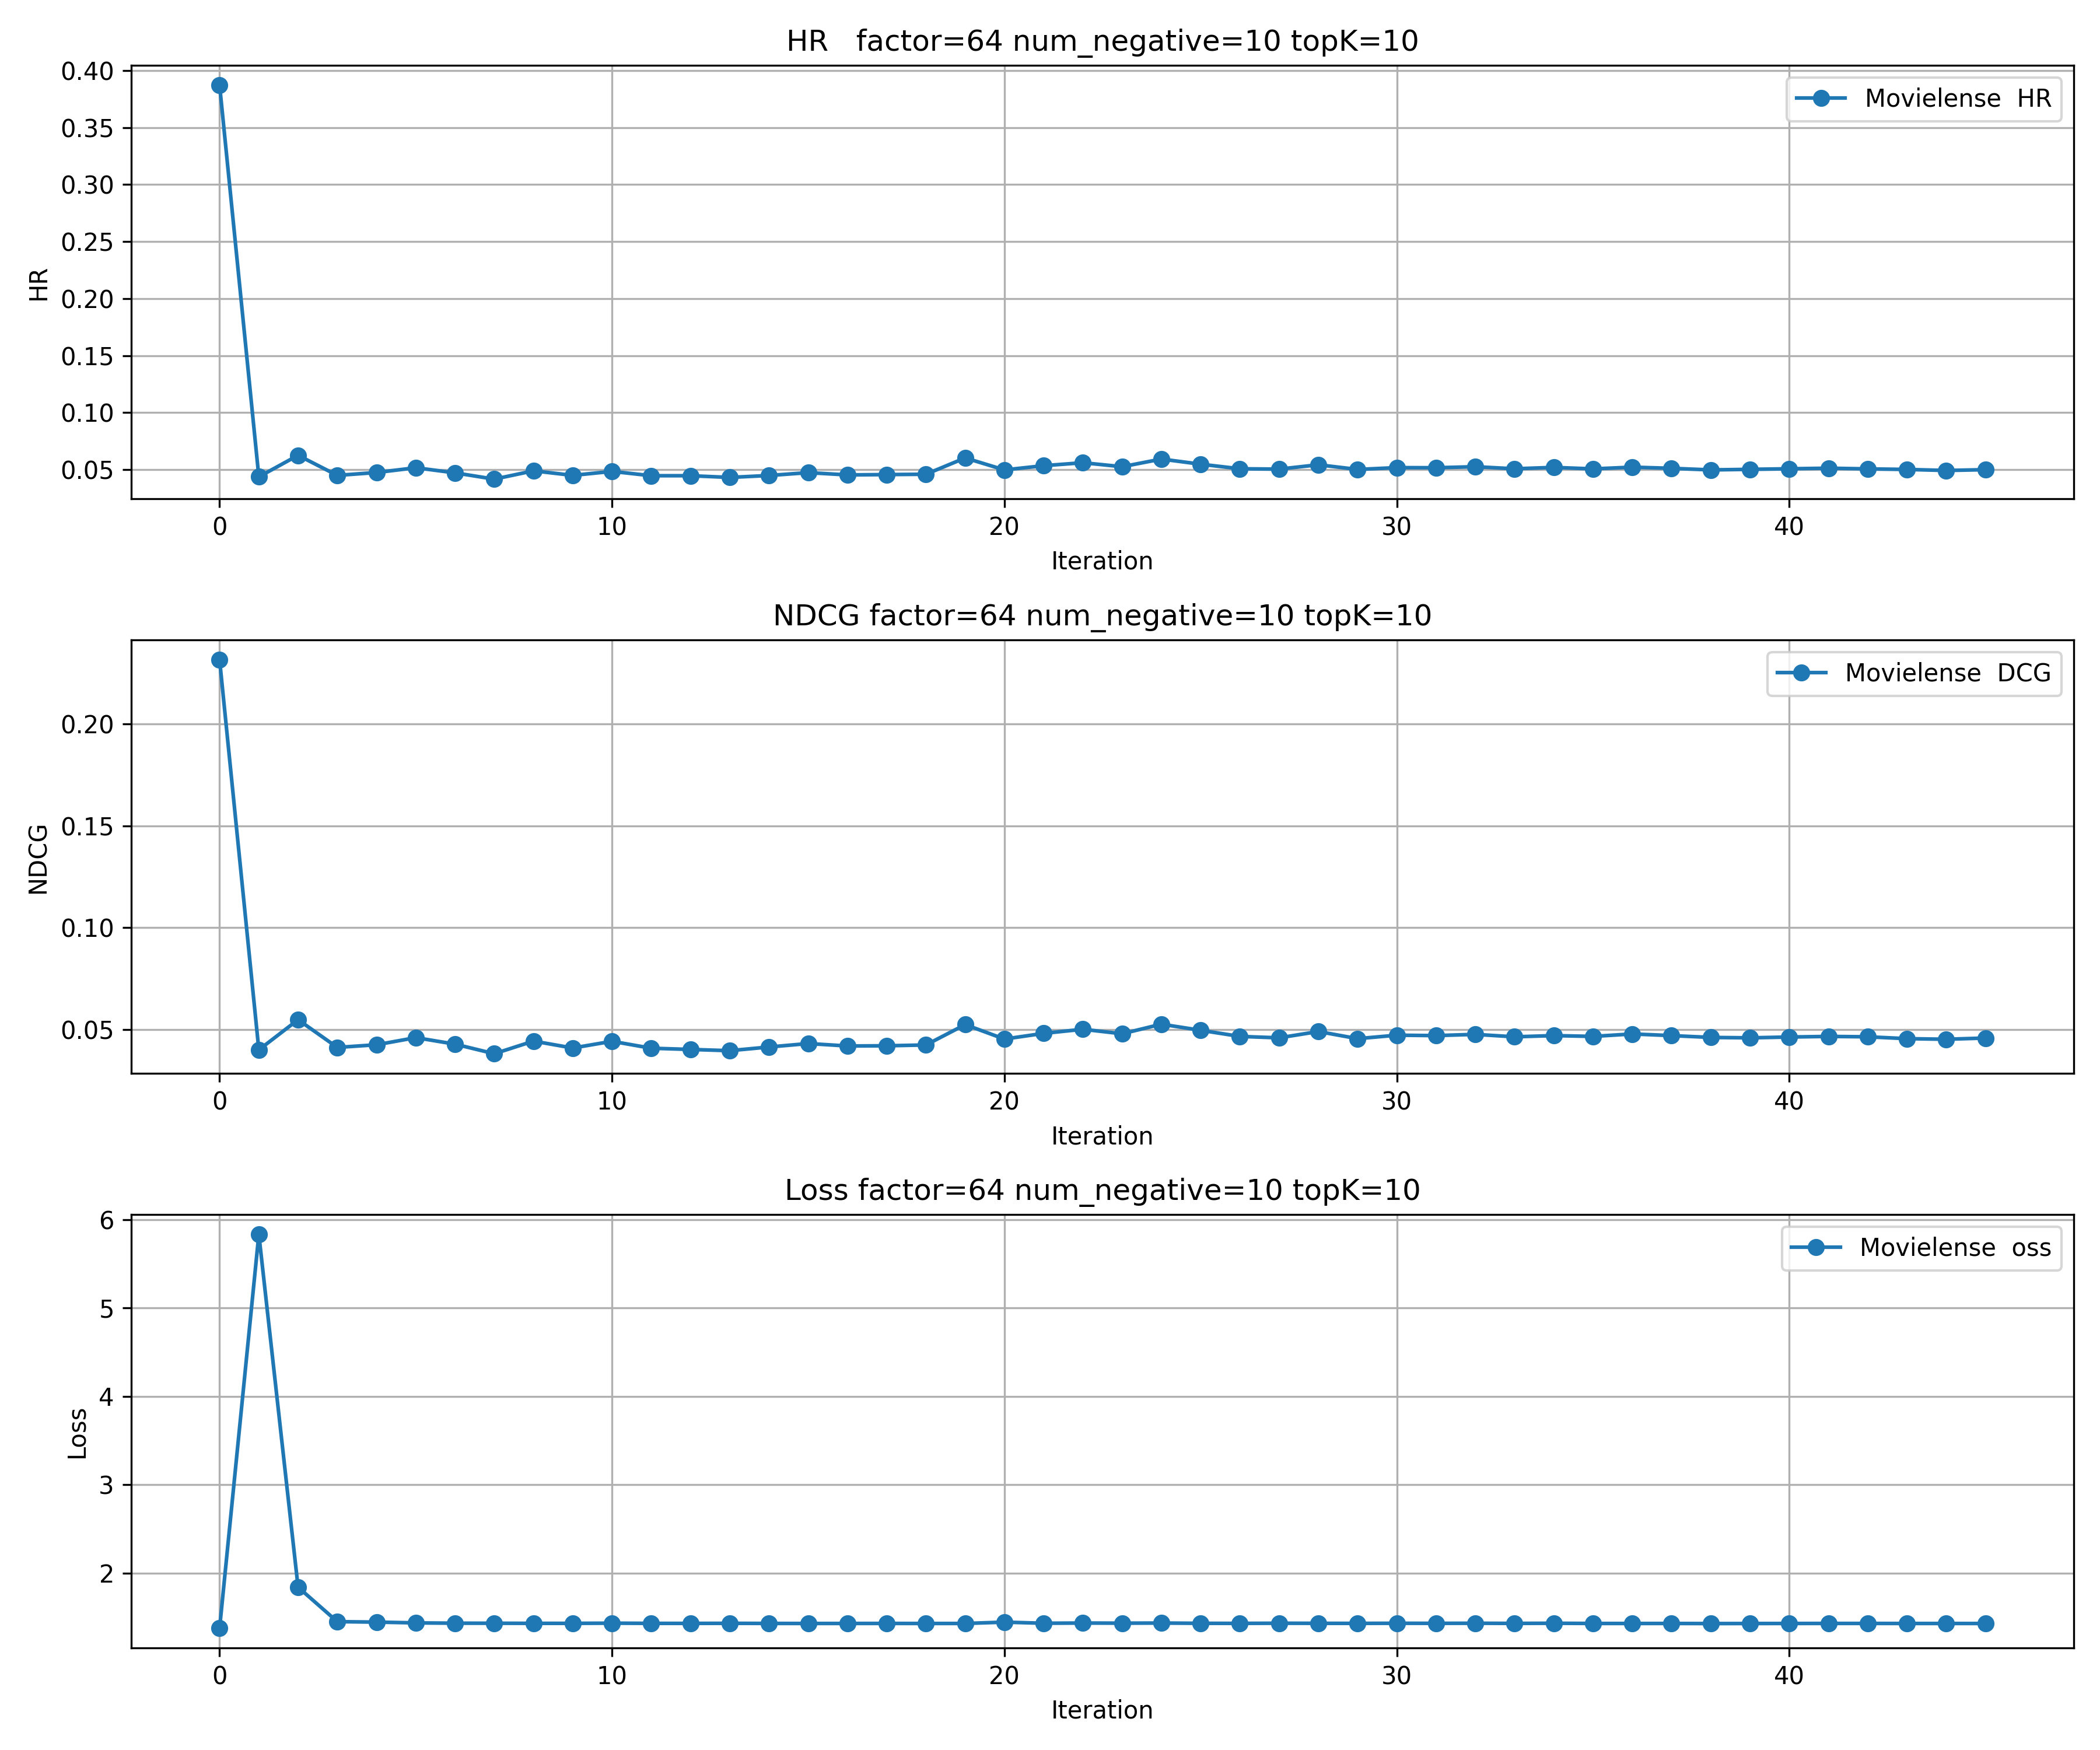 HR   factor=64 num_negative=10 topK=10
0.40
0.35
0.30
0.25
0.20
0.15
0.10
0.05
HR
Movielense  HR
0 10 20 30 40
Iteration
NDCG factor=64 num_negative=10 topK=10
0.20
0.15
0.10
0.05
NDCG
Movielense  DCG
0 10 20 30 40
Iteration
Loss factor=64 num_negative=10 topK=10
6
5
4
3
2
Loss
Movielense  oss
0 10 20 30 40
Iteration